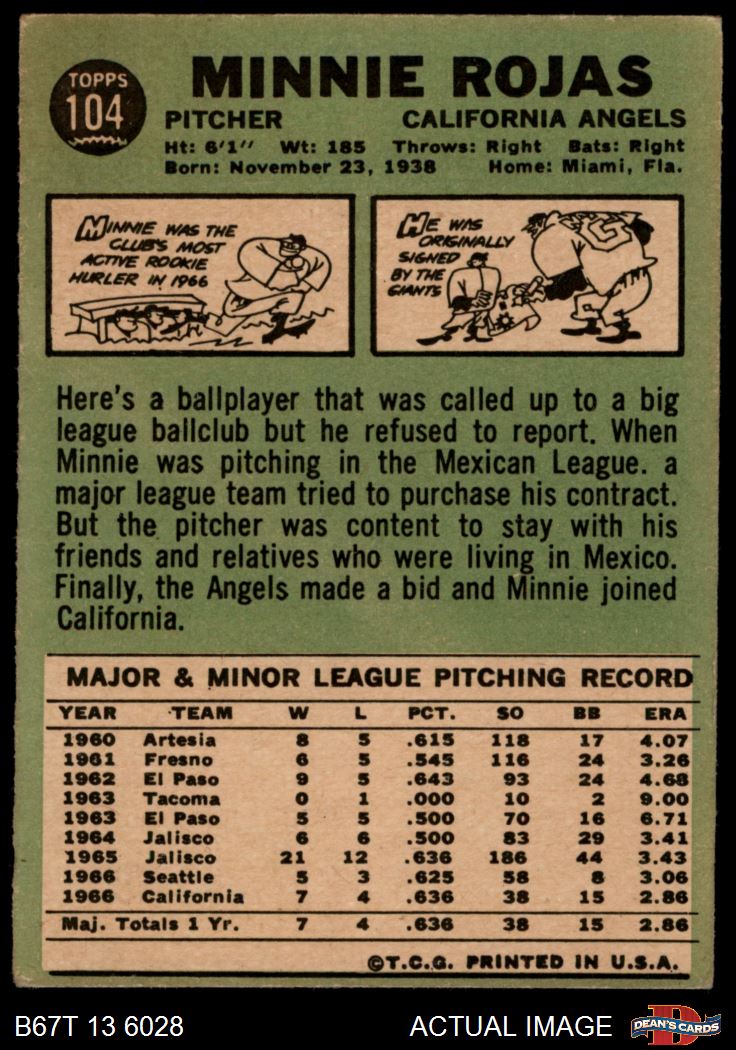 TOPPS
104
MINNIE ROJAS
PITCHER CALIFORNIA ANGELS
Ht: 6'1" Wt: 185 Throws: Right Bats: Right
Born: November 23, 1938 Home: Miami, Fla.
MINNIE WAS THE
CLUB'S MOST
ACTIVE ROOKIE
HURLER IN 1966
HE WAS
ORIGINALLY
SIGNED
BY THE
GIANTS
G
Here's a ballplayer that was called up to a big
league ballclub but he refused to report. When
Minnie was pitching in the Mexican League. a
major league team tried to purchase his contract.
But the pitcher was content to stay with his
friends and relatives who were living in Mexico.
Finally, the Angels made a bid and Minnie joined
California.
MAJOR & MINOR LEAGUE PITCHING RECORD
YEAR TEAM W L PCT. SO BB ERA
1960 Artesia 8 5 .615 118 17 4.07
1961 Fresno 6 5 .545 116 24 3.26
1962 El Paso 9 5 .643 93 24 4.68
1963 Tacoma 0 1 .000 10 2 9.00
1963 El Paso 5 5 .500 70 16 6.71
1964 Jalisco 6 6 .500 83 29 3.41
1965 Jalisco 21 12 .636 186 44 3.43
1966 Seattle 5 3 .625 58 8 3.06
1966 California 7 4 .636 38 15 2.86
Maj. Totals 1 Yr. 7 4 .636 38 15 2.86
©T.C.G. PRINTED IN U.S.A.
B67T 13 6028 ACTUAL IMAGE D DEAN'S CARDS